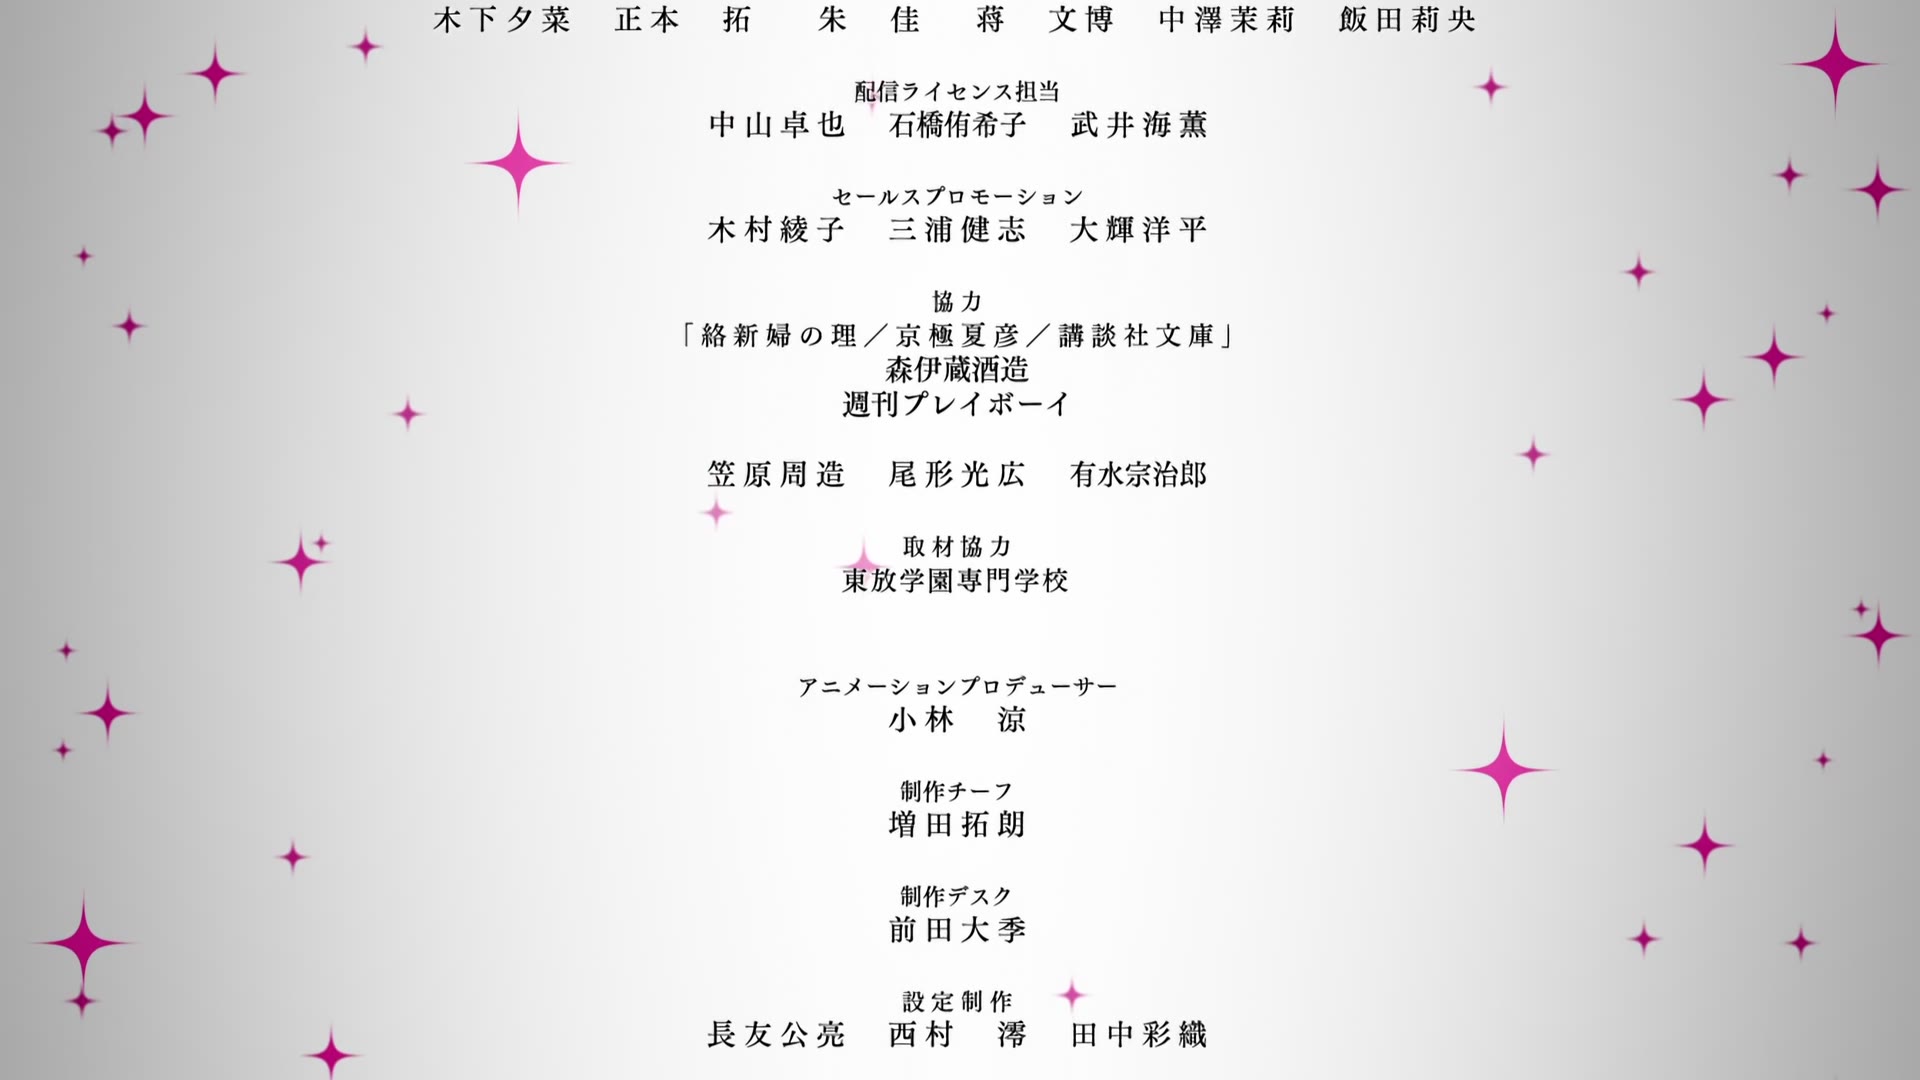 木下夕菜　正本　拓　朱　佳　蒋　文博　中澤茉莉　飯田莉央
配信ライセンス担当
中山卓也　石橋侑希子　武井海薫
セールスプロモーション
木村綾子　三浦健志　大輝洋平
協力
「絡新婦の理／京極夏彦／講談社文庫」
森伊蔵酒造
週刊プレイボーイ
笠原周造　尾形光広　有水宗治郎
取材協力
東放学園専門学校
アニメーションプロデューサー
小林　涼
制作チーフ
増田拓朗
制作デスク
前田大季
設定制作
長友公亮　西村　澪　田中彩織